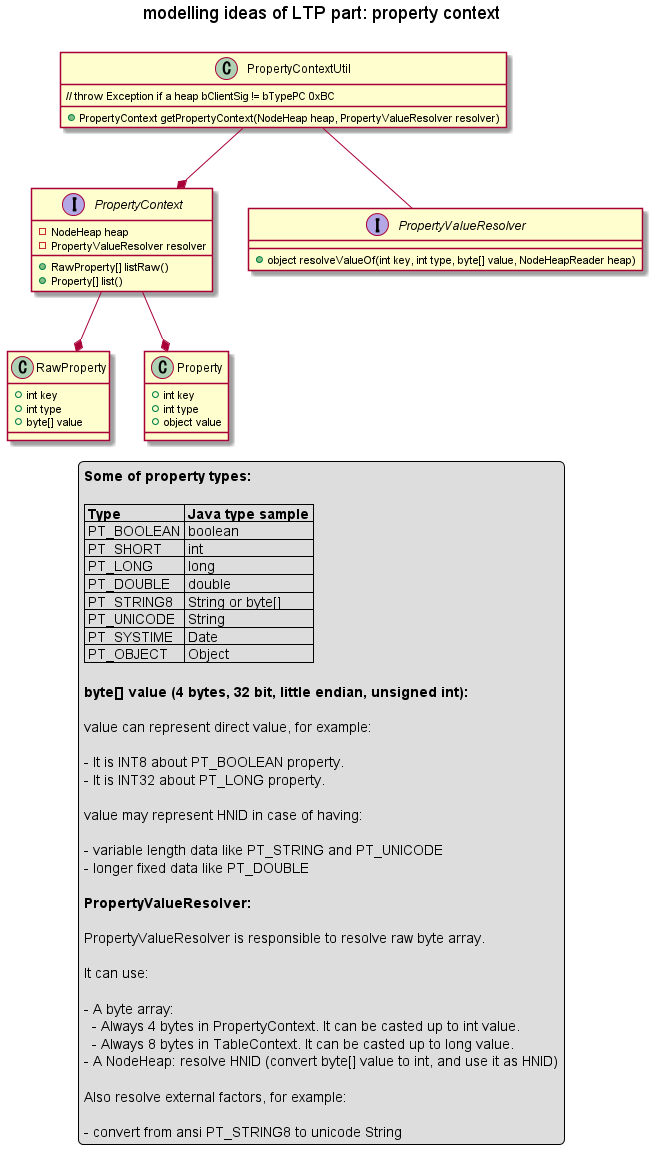 modelling ideas of LTP part: property context
C PropertyContextUtil
// throw Exception if a heap bClientSig != bTypePC 0xBC
PropertyContext getPropertyContext(NodeHeap heap, PropertyValueResolver resolver)
I PropertyContext
NodeHeap heap
PropertyValueResolver resolver
RawProperty[] listRaw()
Property[] list()
I PropertyValueResolver
object resolveValueOf(int key, int type, byte[] value, NodeHeapReader heap)
C RawProperty
int key
int type
byte[] value
C Property
int key
int type
object value
Some of property types:
Type Java type sample
PT_BOOLEAN boolean
PT_SHORT int
PT_LONG long
PT_DOUBLE double
PT_STRING8 String or byte[]
PT_UNICODE String
PT_SYSTIME Date
PT_OBJECT Object
byte[] value (4 bytes, 32 bit, little endian, unsigned int):
value can represent direct value, for example:
- It is INT8 about PT_BOOLEAN property.
- It is INT32 about PT_LONG property.
value may represent HNID in case of having:
- variable length data like PT_STRING and PT_UNICODE
- longer fixed data like PT_DOUBLE
PropertyValueResolver:
PropertyValueResolver is responsible to resolve raw byte array.
It can use:
- A byte array:
- Always 4 bytes in PropertyContext. It can be casted up to int value.
- Always 8 bytes in TableContext. It can be casted up to long value.
- A NodeHeap: resolve HNID (convert byte[] value to int, and use it as HNID)
Also resolve external factors, for example:
- convert from ansi PT_STRING8 to unicode String